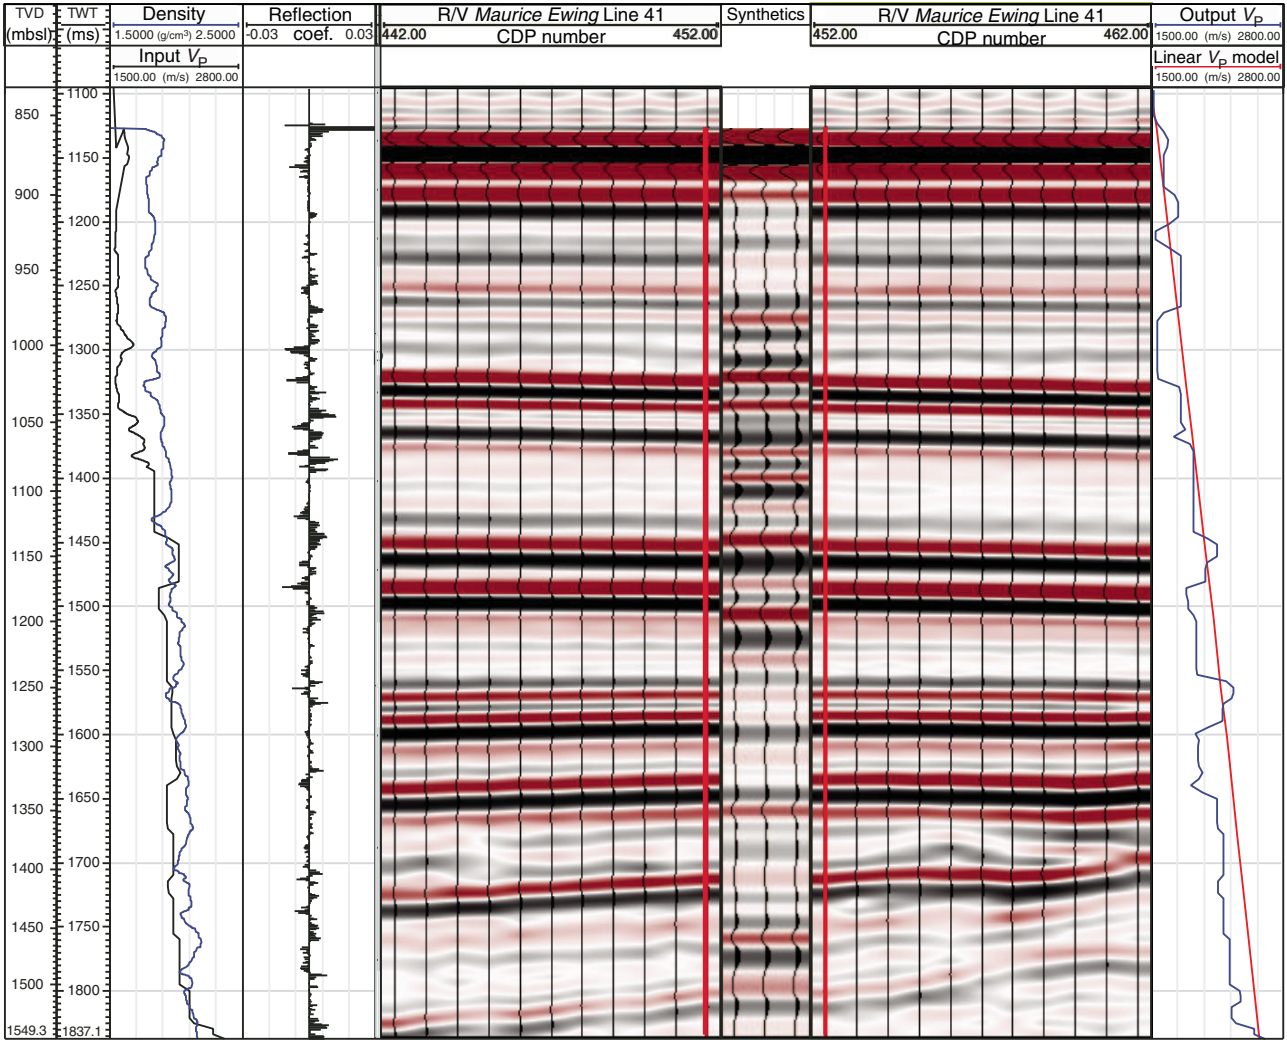 TVD
(mbsl)
TWT
(ms)
Density
1.5000 (g/cm³) 2.5000
Input VP
1500.00 (m/s) 2800.00
Reflection
-0.03 coef. 0.03
R/V Maurice Ewing Line 41
442.00 CDP number 452.00
Synthetics
R/V Maurice Ewing Line 41
452.00 CDP number 462.00
Output VP
1500.00 (m/s) 2800.00
Linear VP model
1500.00 (m/s) 2800.00
850
900
950
1000
1050
1100
1150
1200
1250
1300
1350
1400
1450
1500
1549.3
1100
1150
1200
1250
1300
1350
1400
1450
1500
1550
1600
1650
1700
1750
1800
1837.1